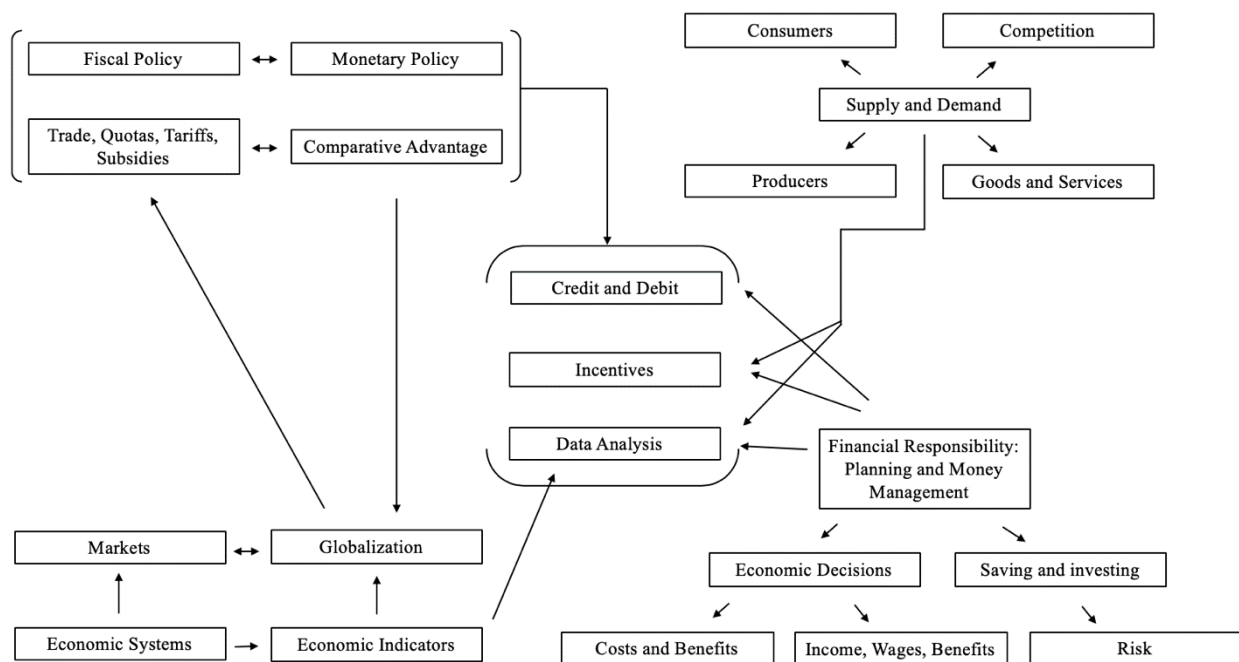 Consumers
Competition
Fiscal Policy
Monetary Policy
Supply and Demand
Trade, Quotas, Tariffs,
Subsidies
Comparative Advantage
Producers
Goods and Services
Credit and Debit
Incentives
Data Analysis
Financial Responsibility:
Planning and Money
Management
Markets
Globalization
Economic Decisions
Saving and investing
Economic Systems
Economic Indicators
Costs and Benefits
Income, Wages, Benefits
Risk